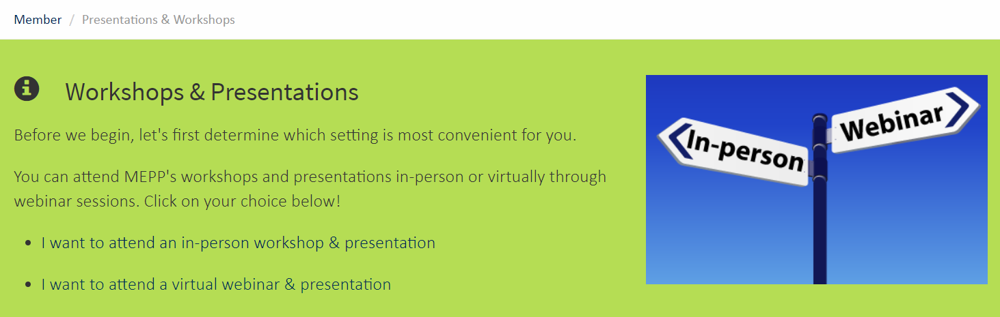 Member / Presentations & Workshops
Workshops & Presentations
Before we begin, let's first determine which setting is most convenient for you.
You can attend MEPP's workshops and presentations in-person or virtually through
webinar sessions. Click on your choice below!
• I want to attend an in-person workshop & presentation
• I want to attend a virtual webinar & presentation
In-person
Webinar